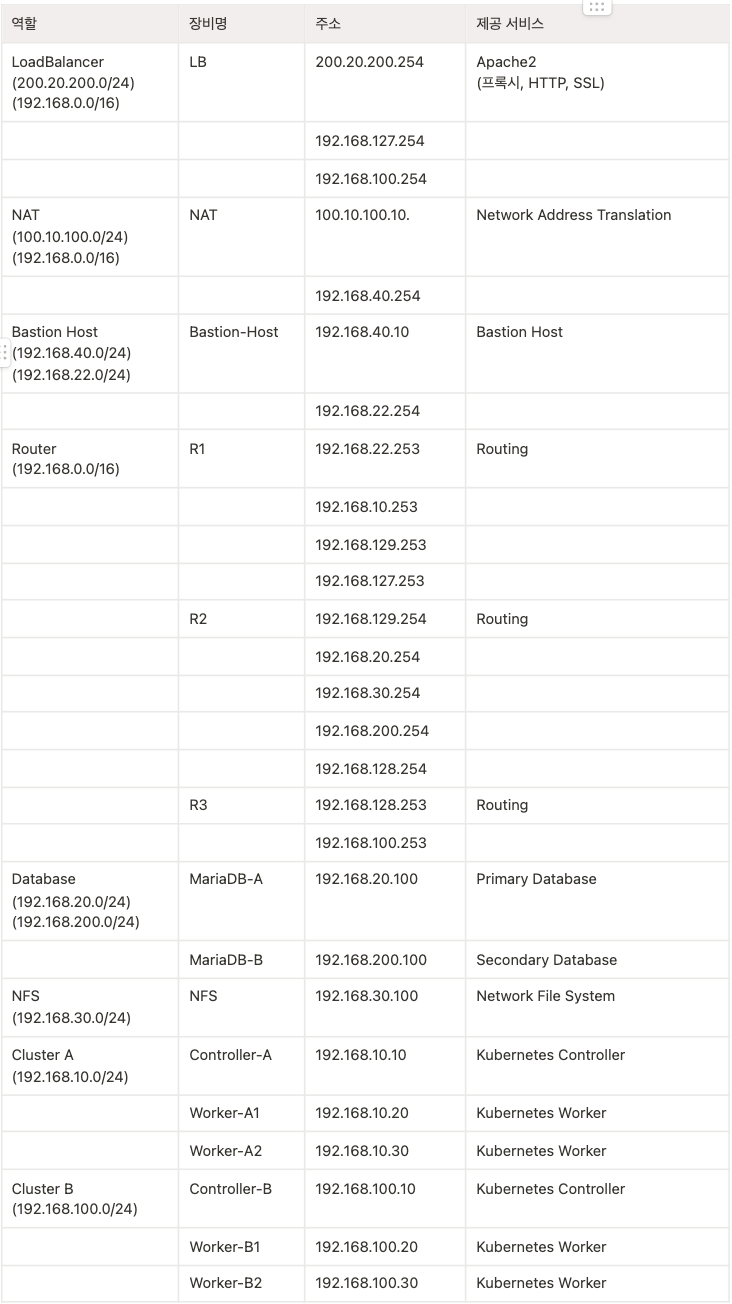 역할 장비명 주소 제공 서비스
LoadBalancer LB 200.20.200.254 Apache2
(200.20.200.0/24) (프록시, HTTP, SSL)
(192.168.0.0/16)
192.168.127.254
192.168.100.254
NAT NAT 100.10.100.10. Network Address Translation
(100.10.100.0/24)
(192.168.0.0/16)
192.168.40.254
Bastion Host Bastion-Host 192.168.40.10 Bastion Host
(192.168.40.0/24)
(192.168.22.0/24)
192.168.22.254
Router R1 192.168.22.253 Routing
(192.168.0.0/16)
192.168.10.253
192.168.129.253
192.168.127.253
R2 192.168.129.254 Routing
192.168.20.254
192.168.30.254
192.168.200.254
192.168.128.254
R3 192.168.128.253 Routing
192.168.100.253
Database MariaDB-A 192.168.20.100 Primary Database
(192.168.20.0/24)
(192.168.200.0/24)
MariaDB-B 192.168.200.100 Secondary Database
NFS NFS 192.168.30.100 Network File System
(192.168.30.0/24)
Cluster A Controller-A 192.168.10.10 Kubernetes Controller
(192.168.10.0/24)
Worker-A1 192.168.10.20 Kubernetes Worker
Worker-A2 192.168.10.30 Kubernetes Worker
Cluster B Controller-B 192.168.100.10 Kubernetes Controller
(192.168.100.0/24)
Worker-B1 192.168.100.20 Kubernetes Worker
Worker-B2 192.168.100.30 Kubernetes Worker